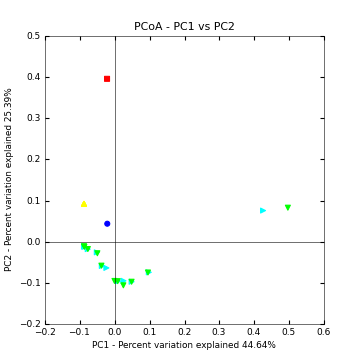 PCoA - PC1 vs PC2
PC2 - Percent variation explained 25.39%
0.5
0.4
0.3
0.2
0.1
0.0
−0.1
−0.2
−0.2 −0.1 0.0 0.1 0.2 0.3 0.4 0.5 0.6
PC1 - Percent variation explained 44.64%